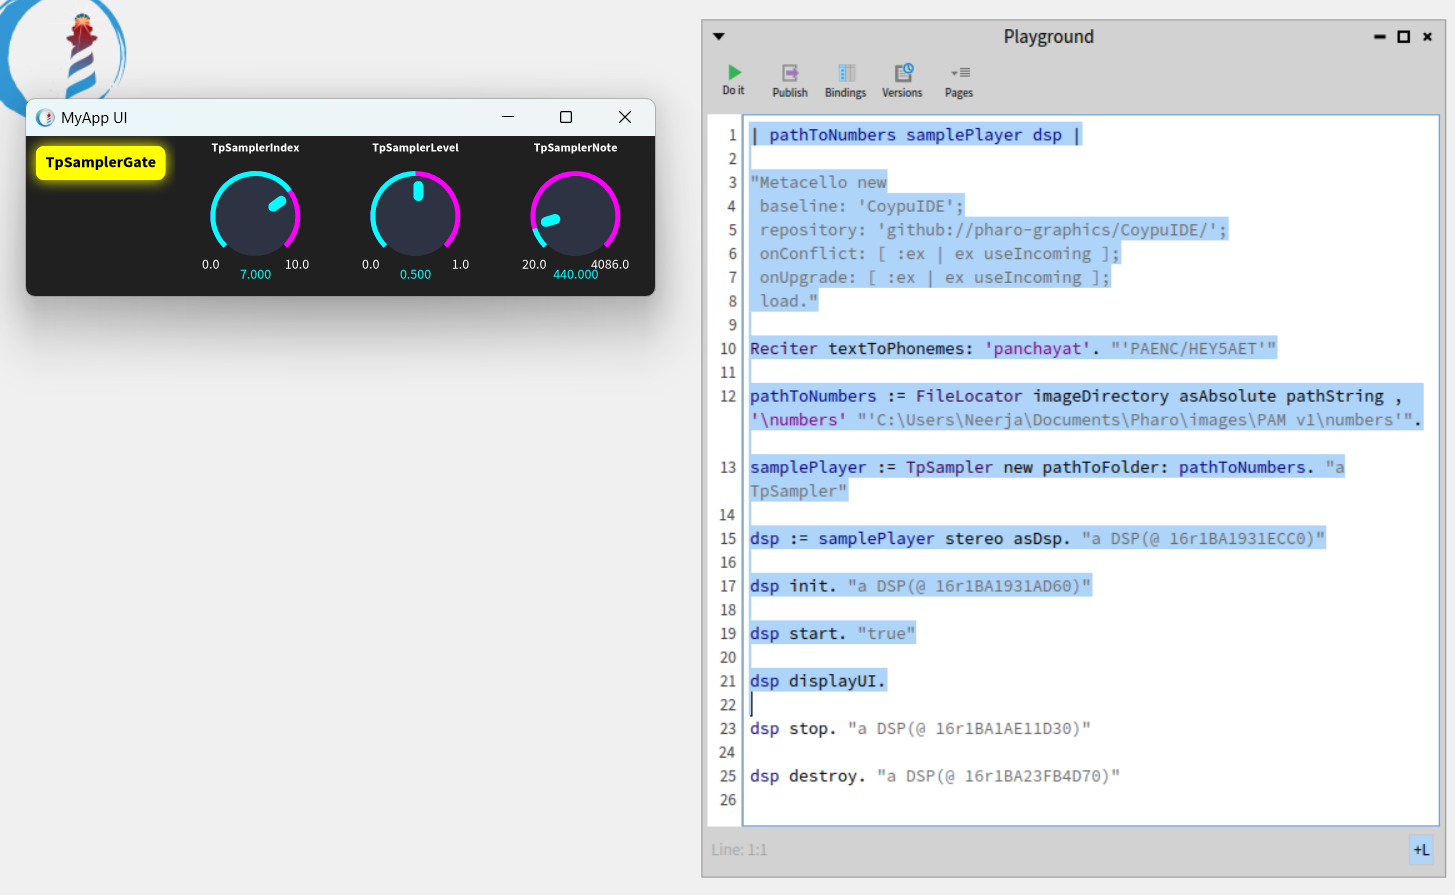 MyApp UI
TpSamplerGate
TpSamplerIndex
0.0
10.0
7.000
TpSamplerLevel
0.0
1.0
0.500
TpSamplerNote
20.0
4086.0
440.000
Playground
Do it
Publish
Bindings
Versions
Pages
1 | pathToNumbers samplePlayer dsp |
2
3 "Metacello new
4 baseline: 'CoypuIDE';
5 repository: 'github://pharo-graphics/CoypuIDE/';
6 onConflict: [ :ex | ex useIncoming ];
7 onUpgrade: [ :ex | ex useIncoming ];
8 load."
9
10 Reciter textToPhonemes: 'panchayat'. "'PAENC/HEY5AET'"
11
12 pathToNumbers := FileLocator imageDirectory asAbsolute pathString ,
'\numbers' "'C:\Users\Neerja\Documents\Pharo\images\PAM v1\numbers'".
13 samplePlayer := TpSampler new pathToFolder: pathToNumbers. "a
TpSampler"
14
15 dsp := samplePlayer stereo asDsp. "a DSP(@ 16r1BA1931ECC0)"
16
17 dsp init. "a DSP(@ 16r1BA1931AD60)"
18
19 dsp start. "true"
20
21 dsp displayUI.
22
23 dsp stop. "a DSP(@ 16r1BA1AE11D30)"
24
25 dsp destroy. "a DSP(@ 16r1BA23FB4D70)"
26
Line: 1:1
+L